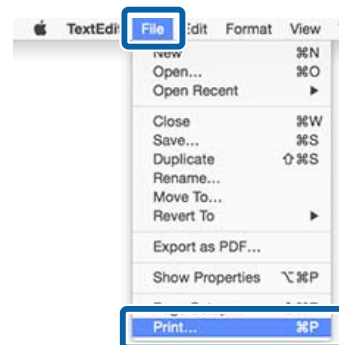 TextEdit File Edit Format View
New ⌘N
Open... ⌘O
Open Recent ▶
Close ⌘W
Save... ⌘S
Duplicate ⇧⌘S
Rename...
Move To...
Revert To ▶
Export as PDF...
Show Properties ⌥⌘P
Print... ⌘P